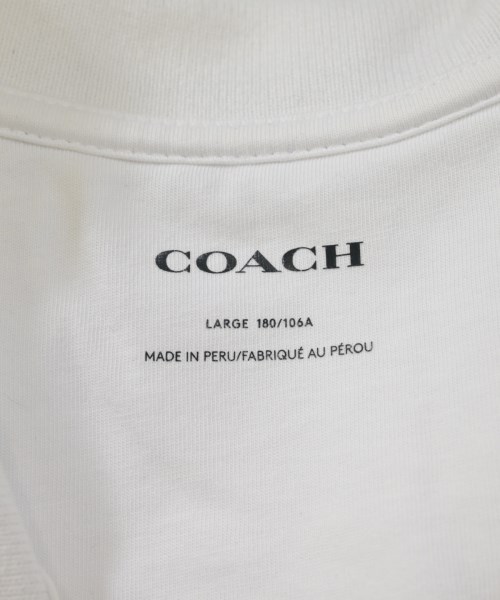 COACH
LARGE 180/106A
MADE IN PERU/FABRIQUÉ AU PÉROU